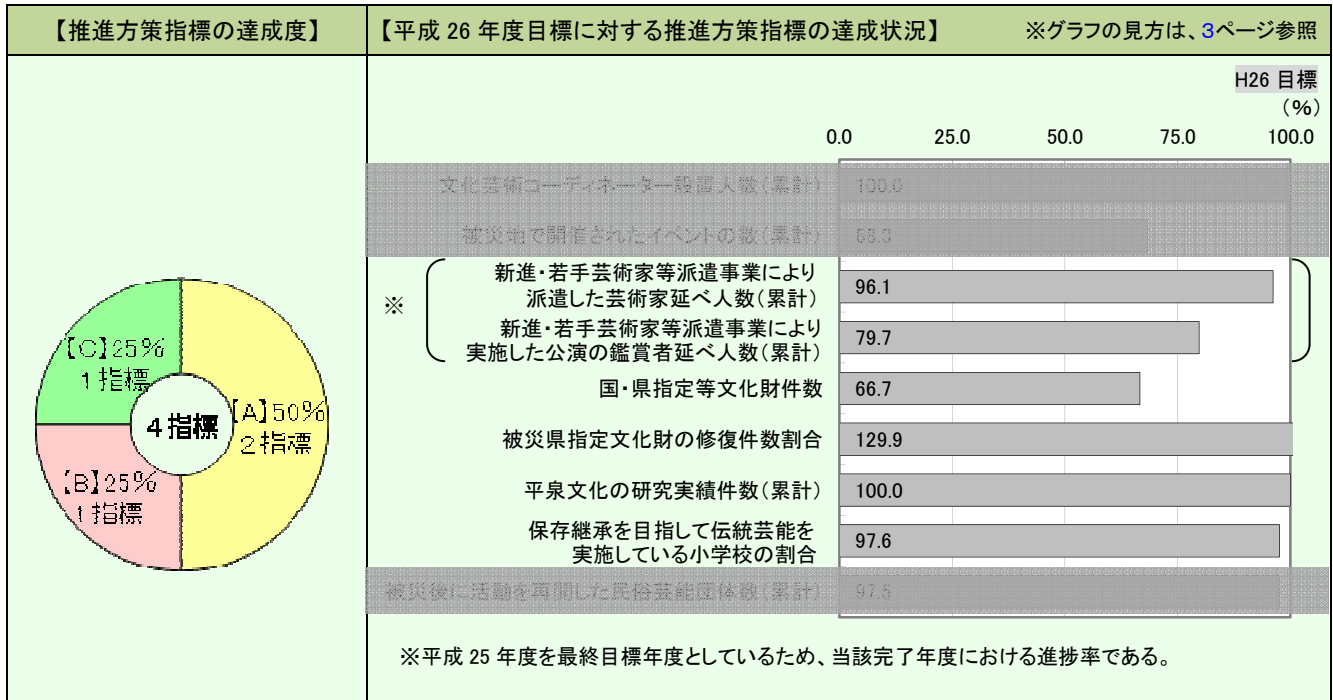 【推進方策指標の達成度】
【平成 26 年度目標に対する推進方策指標の達成状況】 ※グラフの見方は、3ページ参照
【C】25%
1指標
【A】50%
2指標
【B】25%
1指標
4指標
H26 目標
(%)
0.0 25.0 50.0 75.0 100.0
文化芸術コーディネーター設置人数(累計) 100.0
被災地で開催されたイベントの数(累計) 68.3
※
新進・若手芸術家等派遣事業により
派遣した芸術家延べ人数(累計)
96.1
新進・若手芸術家等派遣事業により
実施した公演の鑑賞者延べ人数(累計)
79.7
国・県指定等文化財件数 66.7
被災県指定文化財の修復件数割合 129.9
平泉文化の研究実績件数(累計) 100.0
保存継承を目指して伝統芸能を
実施している小学校の割合
97.6
被災後に活動を再開した民俗芸能団体数(累計) 97.5
※平成 25 年度を最終目標年度としているため、当該完了年度における進捗率である。